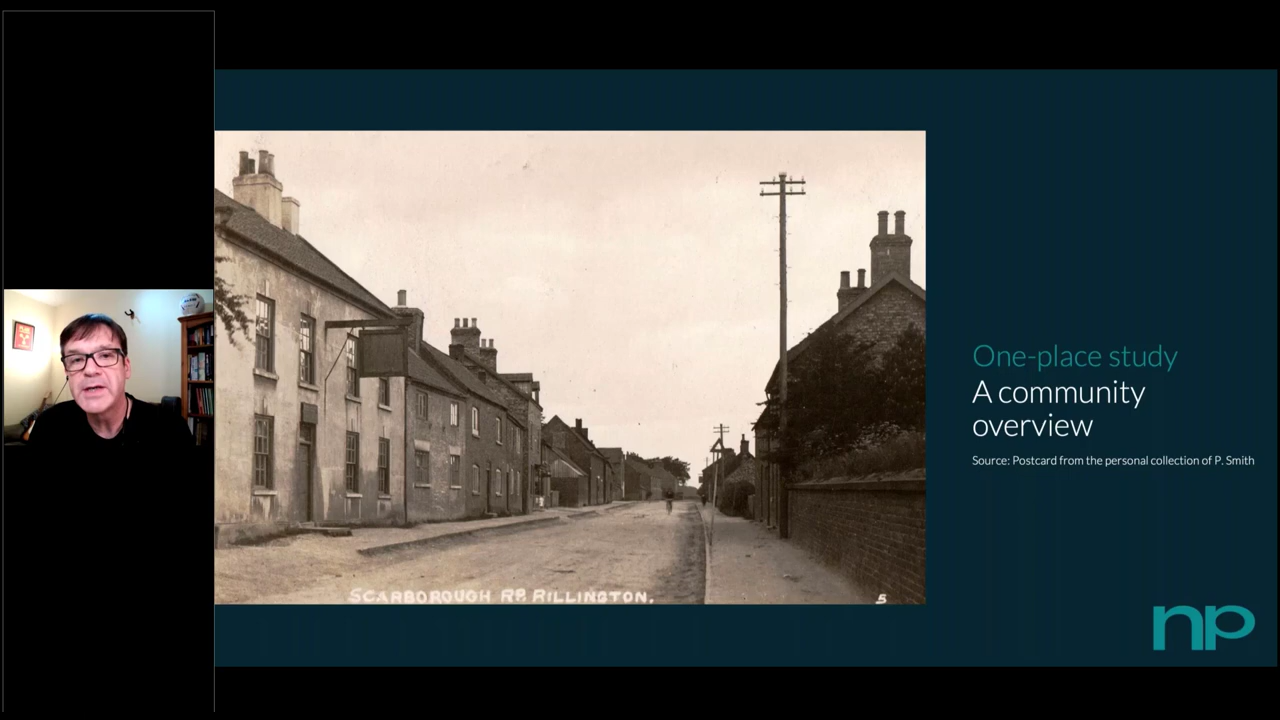 One-place study
A community
overview
Source: Postcard from the personal collection of P. Smith
SCARBOROUGH RD. RILLINGTON.
5
np